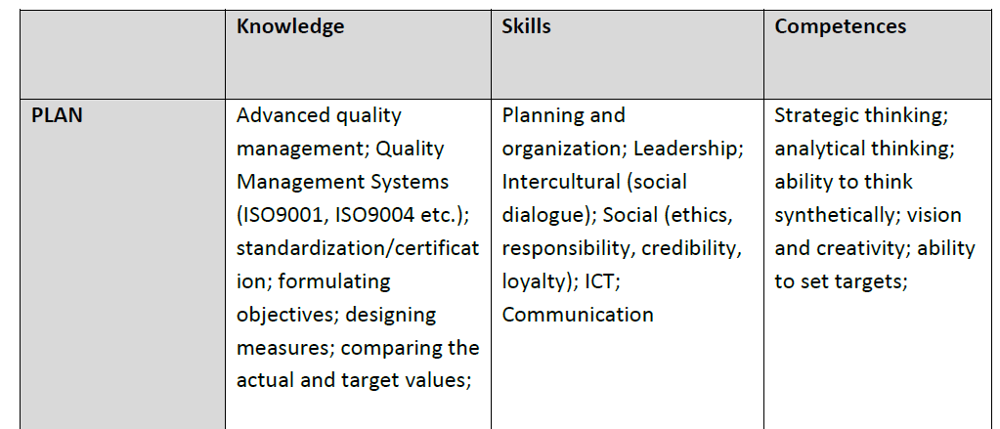 Knowledge
Skills
Competences
PLAN
Advanced quality
management; Quality
Management Systems
(ISO9001, ISO9004 etc.);
standardization/certificat
ion; formulating
objectives; designing
measures; comparing the
actual and target values;
Planning and
organization; Leadership;
Intercultural (social
dialogue); Social (ethics,
responsibility, credibility,
loyalty); ICT;
Communication
Strategic thinking;
analytical thinking;
ability to think
synthetically; vision
and creativity; ability
to set targets;